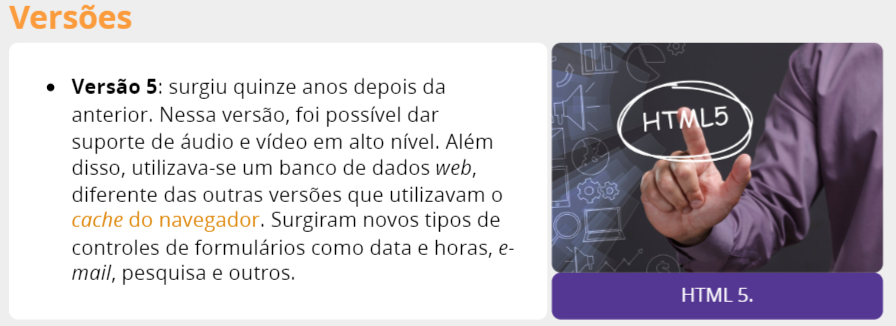 Versões
• Versão 5: surgiu quinze anos depois da
anterior. Nessa versão, foi possível dar
suporte de áudio e vídeo em alto nível. Além
disso, utilizava-se um banco de dados web,
diferente das outras versões que utilizavam o
cache do navegador. Surgiram novos tipos de
controles de formulários como data e horas, e-
mail, pesquisa e outros.
HTML5
HTML 5.